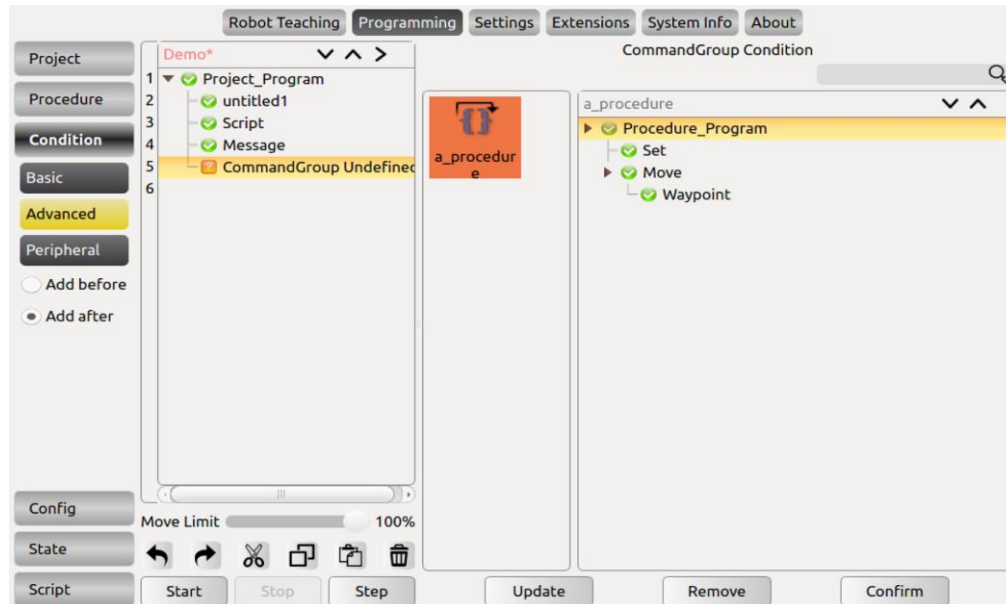 Robot Teaching Programming Settings Extensions System Info About
Project
Procedure
Condition
Basic
Advanced
Peripheral
Add before
Add after
Config
State
Script
Demo*
1 Project_Program
2 untitled1
3 Script
4 Message
5 CommandGroup Undefined
6
Move Limit 100%
Start Stop Step
CommandGroup Condition
a_procedur
e
a_procedure
Procedure_Program
Set
Move
Waypoint
Update Remove Confirm